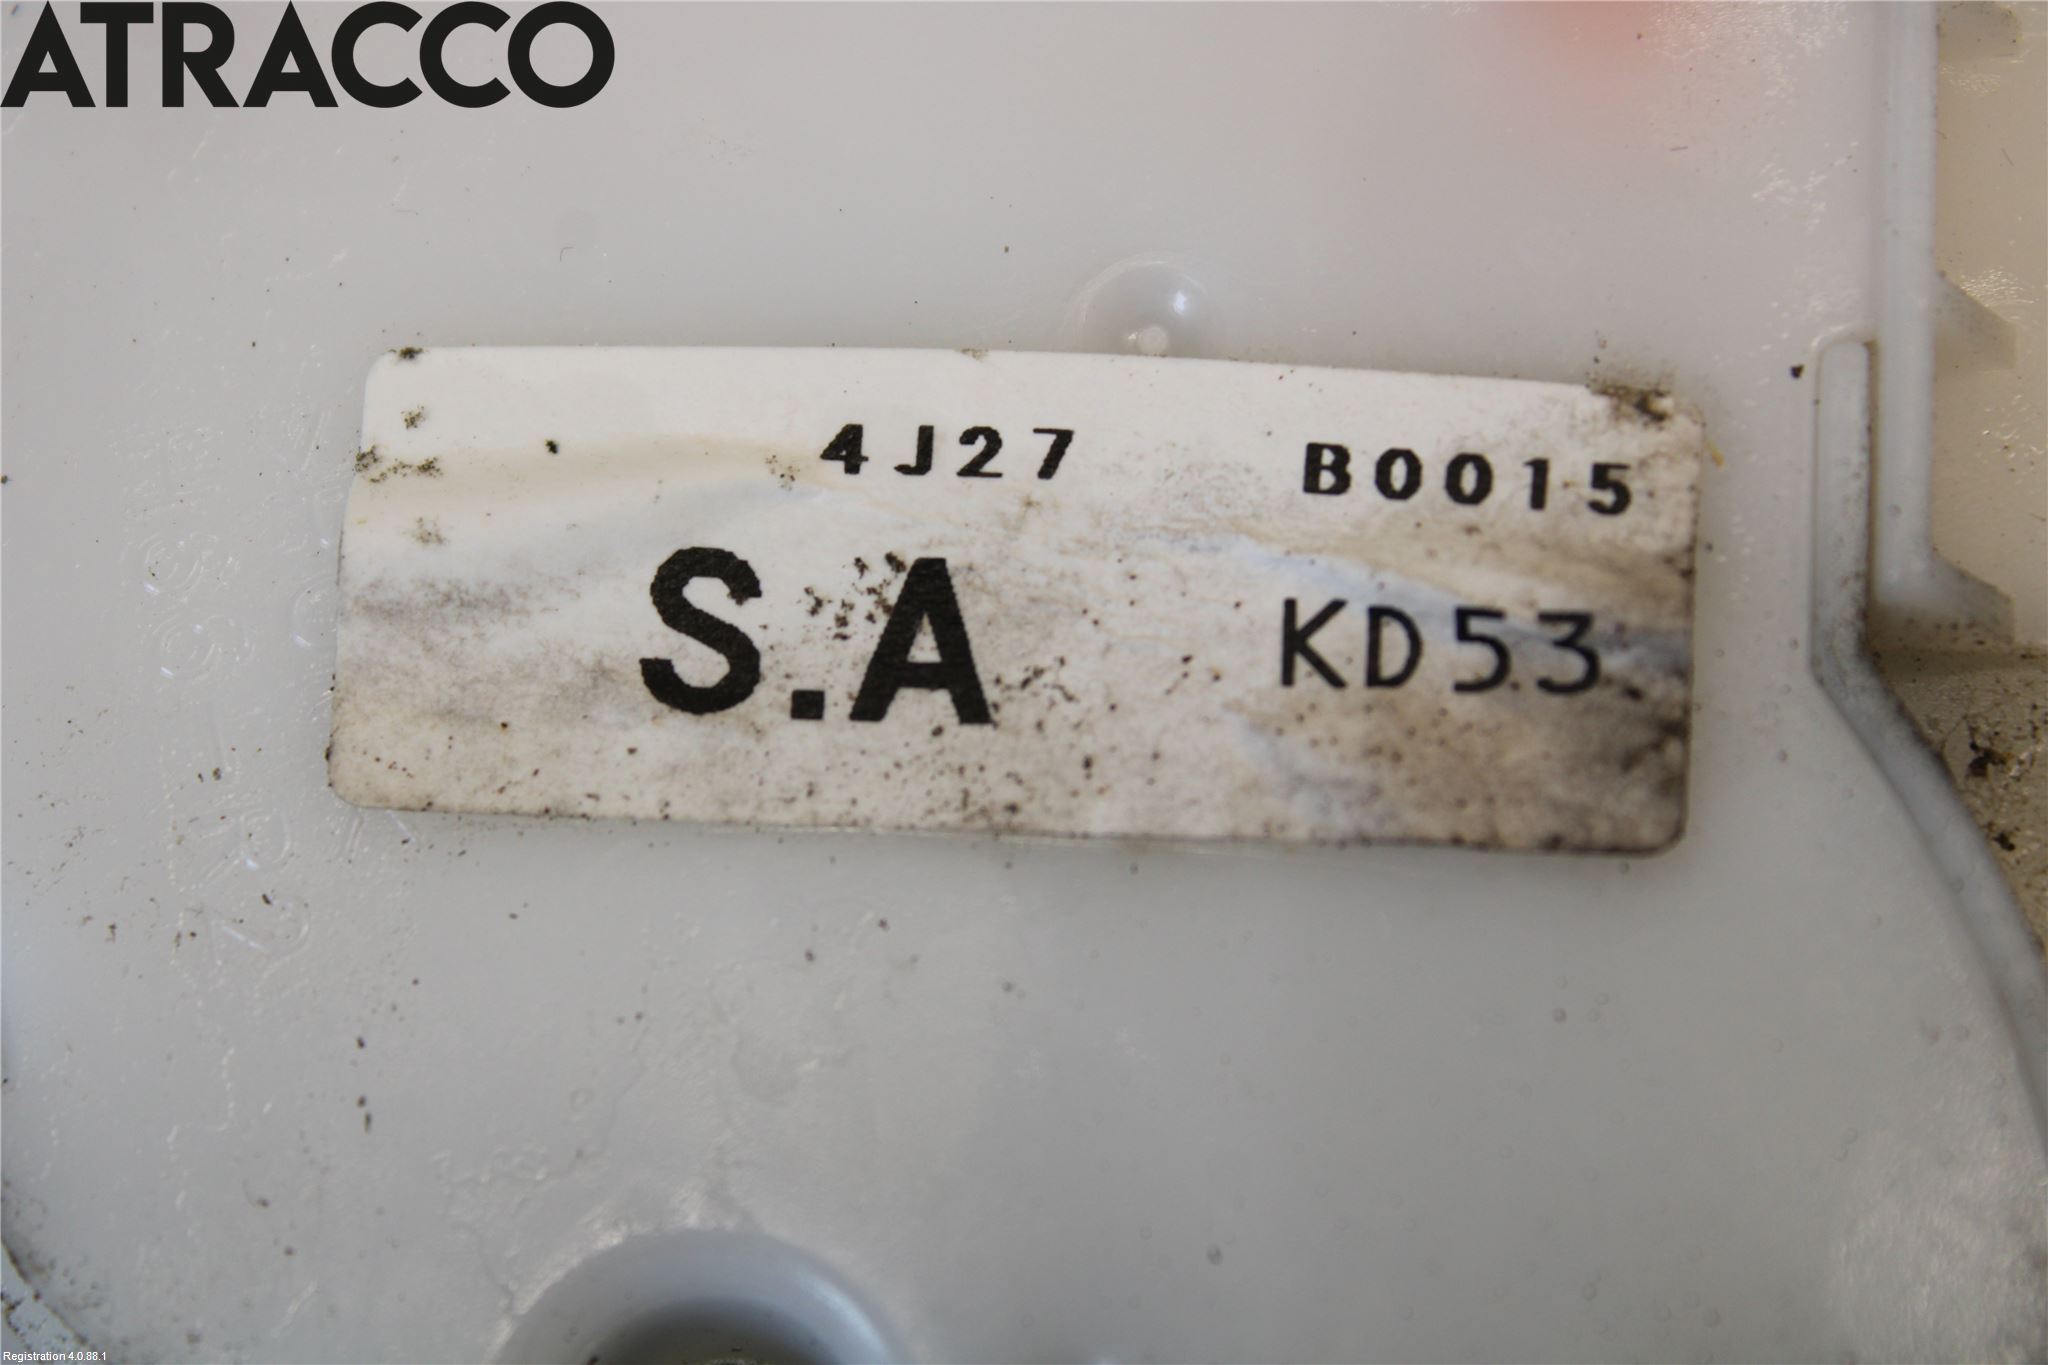 ATRACCO
4J27 B0015
S.A KD53
Registration 4.0.88.1